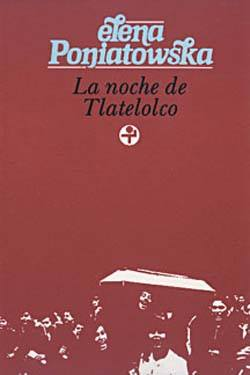 elena
Poniatowska
La noche de
Tlatelolco